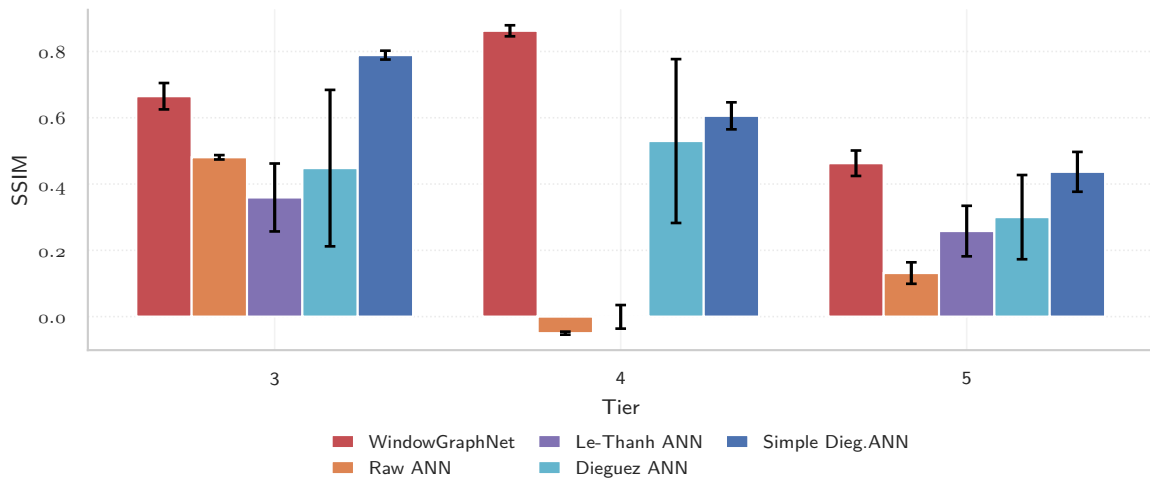 SSIM
0.8
0.6
0.4
0.2
0.0
3 4 5
Tier
WindowGraphNet Le-Thanh ANN Simple Dieg.ANN
Raw ANN Dieguez ANN